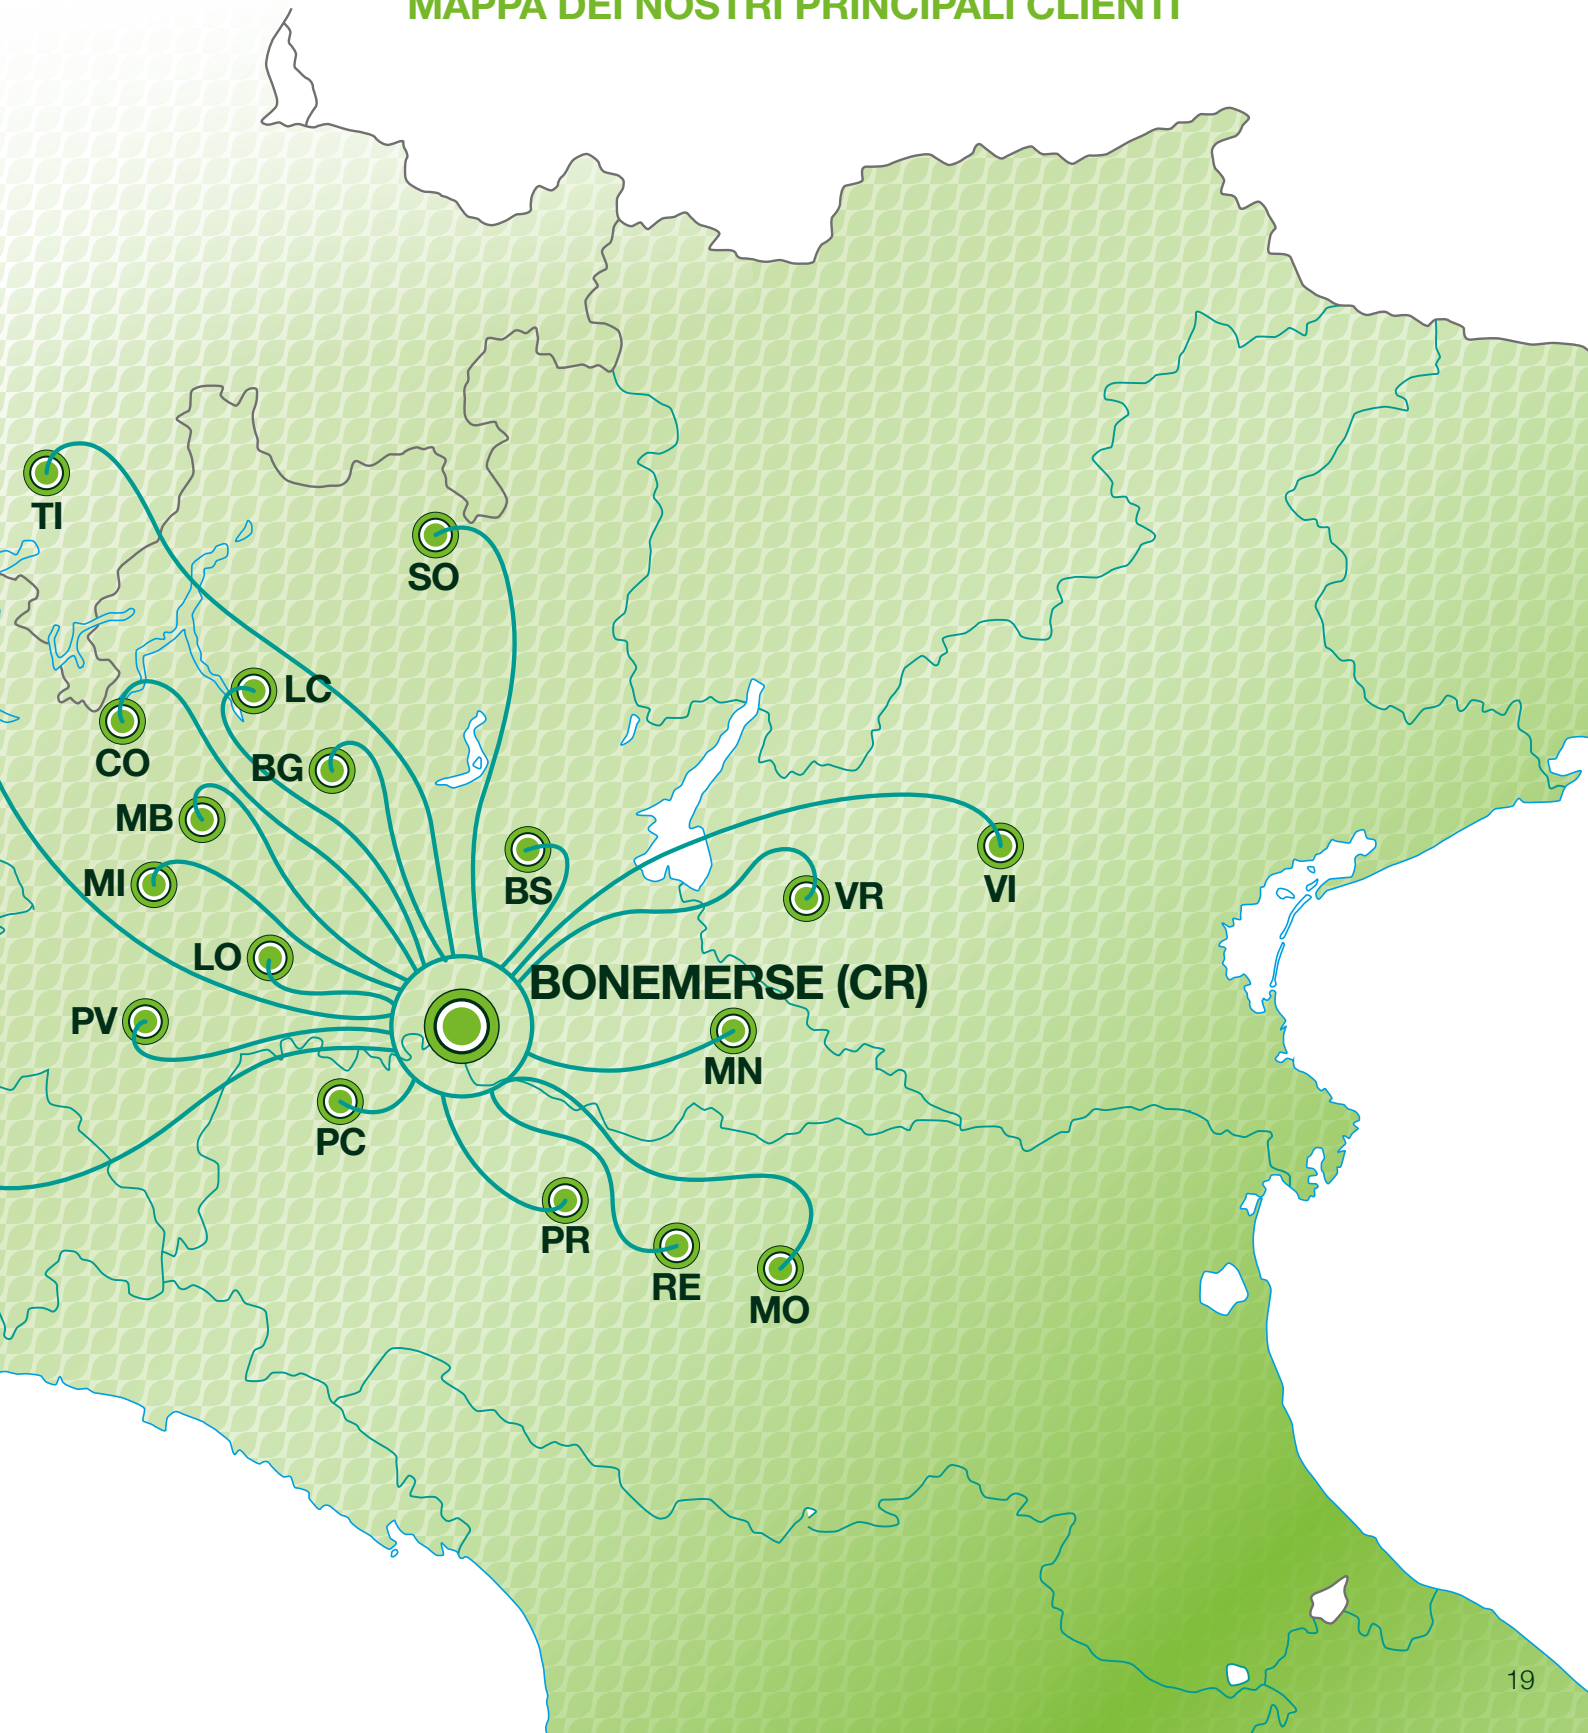 MAPPA DEI NOSTRI PRINCIPALI CLIENTI
TI
SO
LC
CO
BG
MB
BS
MI
VR
VI
LO
BONEMERSE (CR)
PV
MN
PC
PR
RE
MO
19